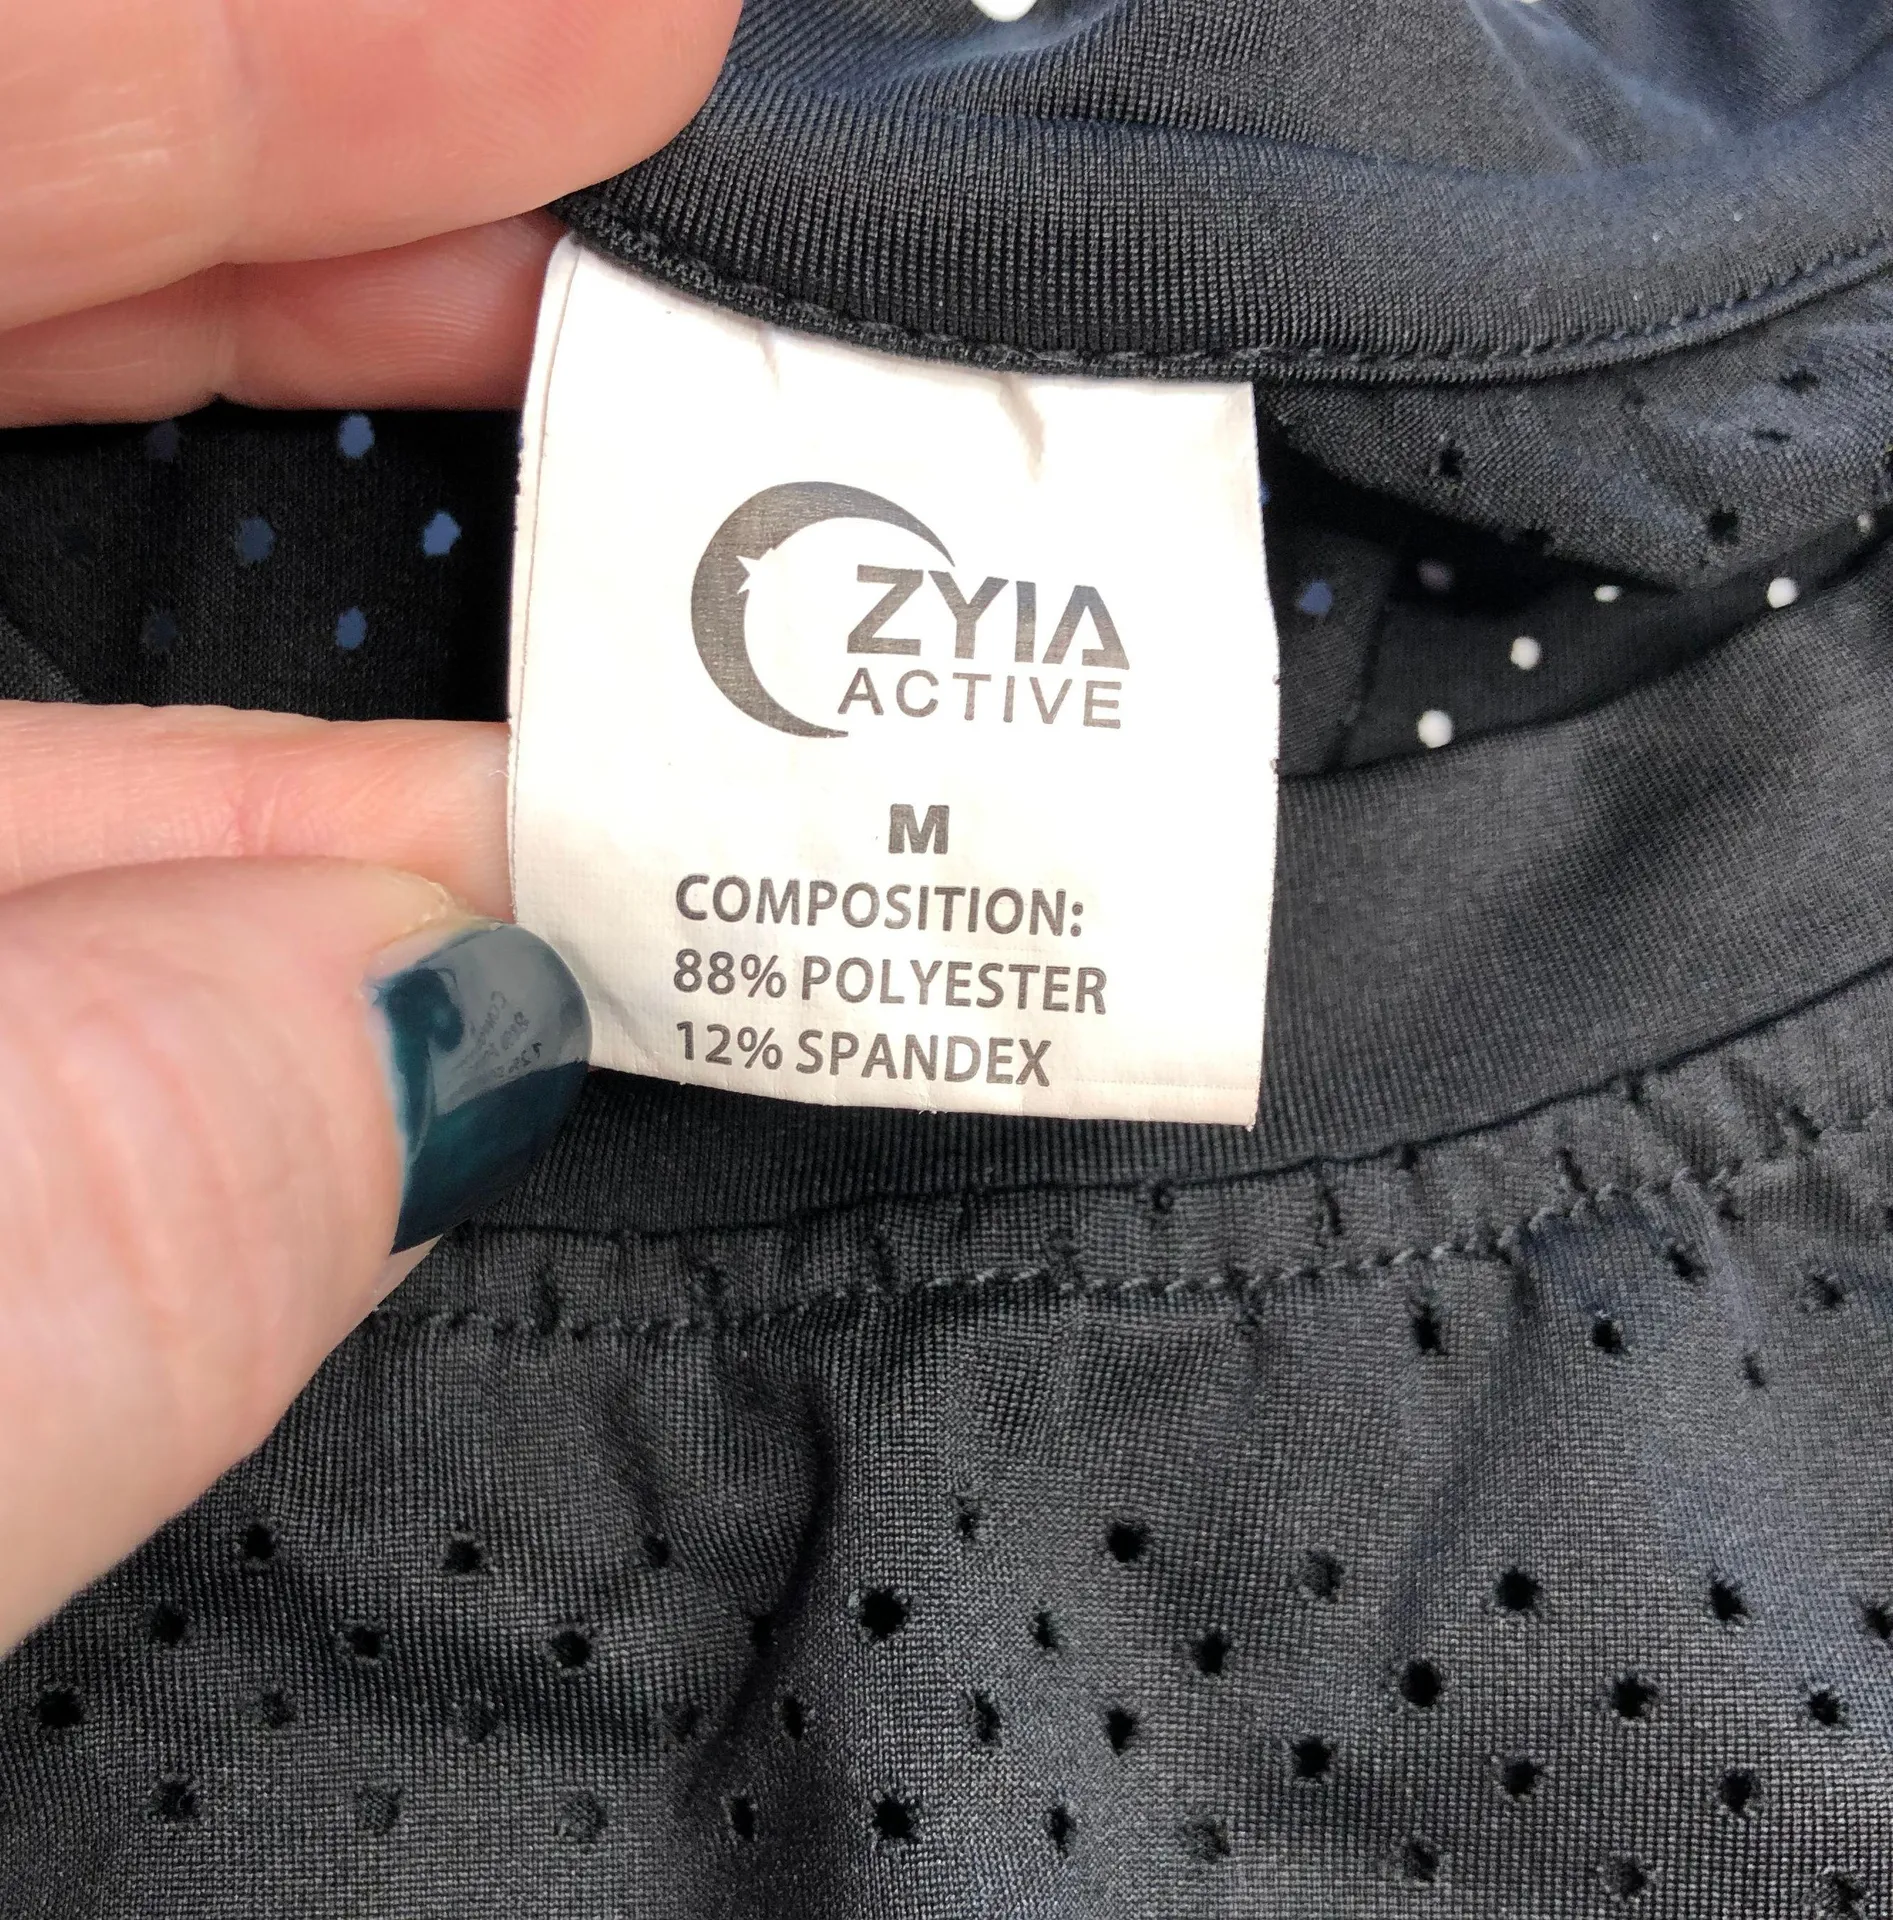 ZYIA
ACTIVE
M
COMPOSITION:
88% POLYESTER
12% SPANDEX